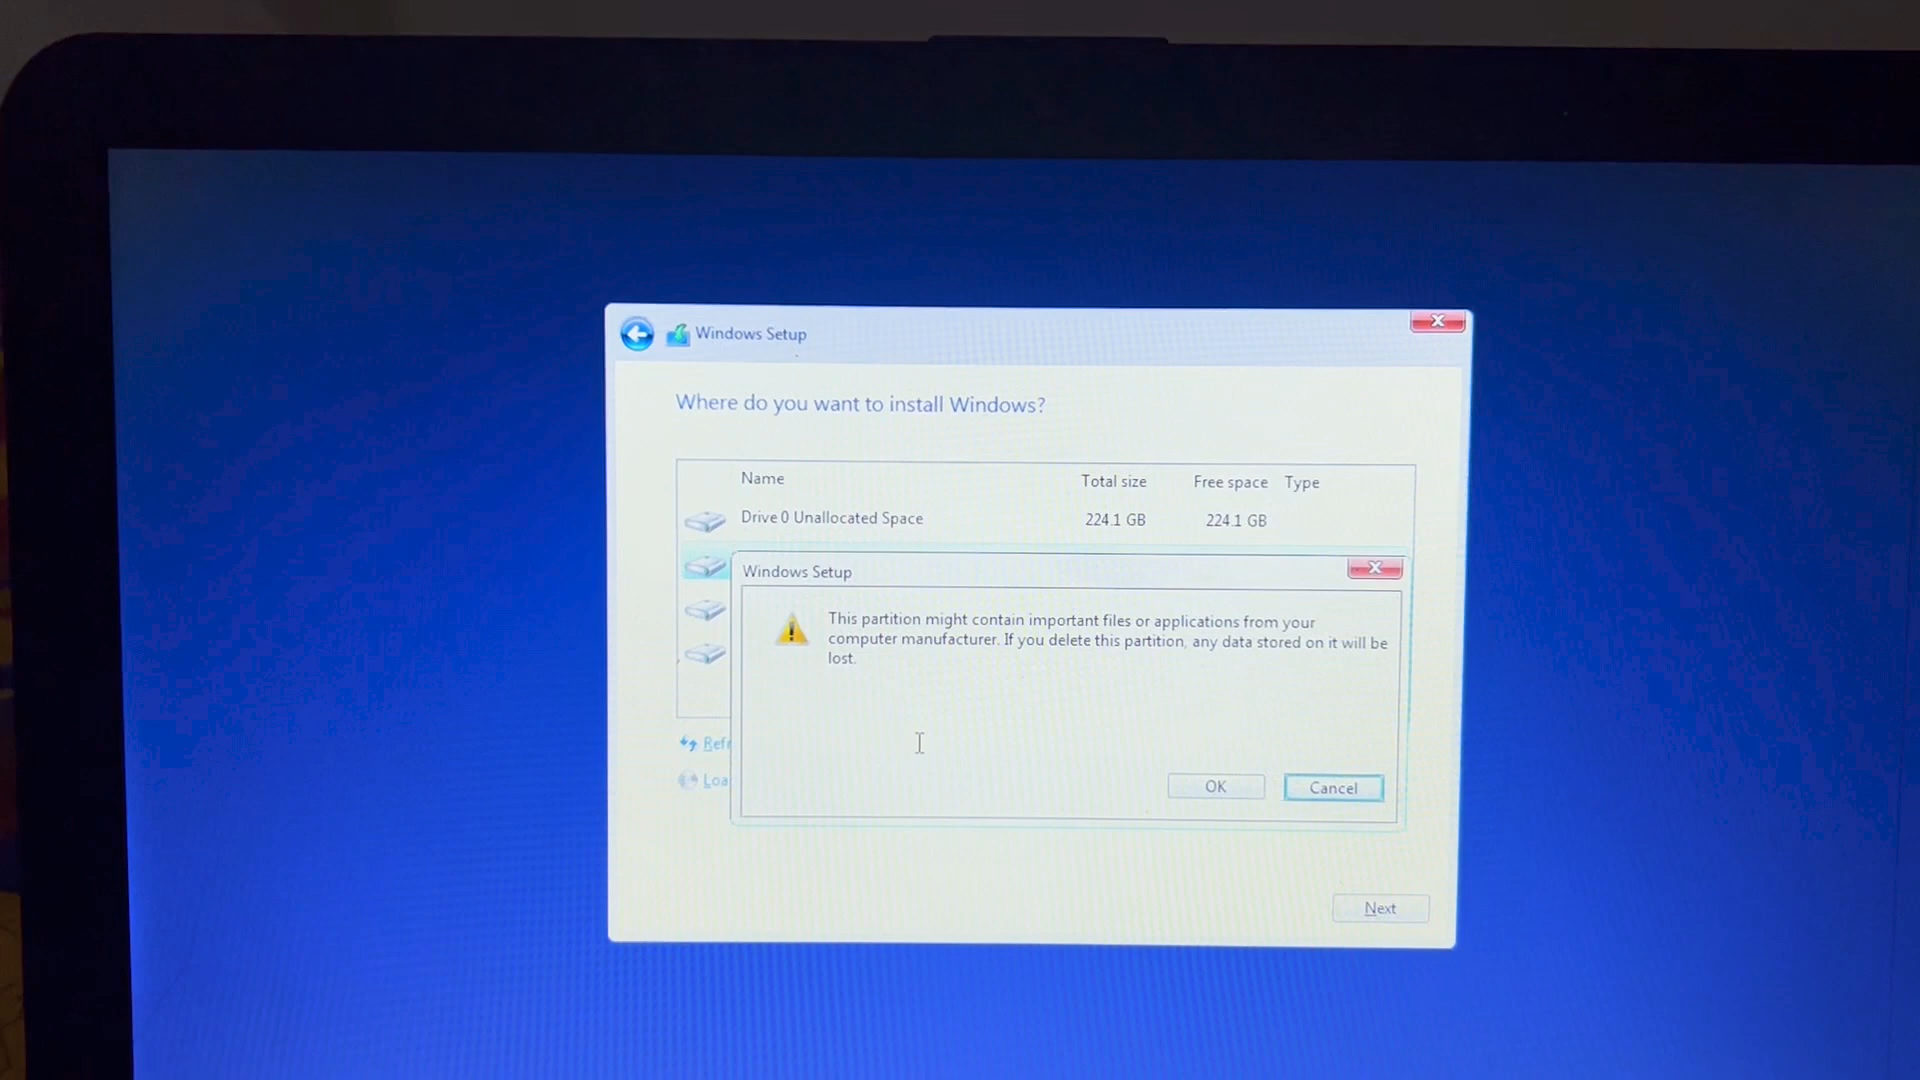 Windows Setup
Where do you want to install Windows?
Name Total size Free space Type
Drive 0 Unallocated Space 224.1 GB 224.1 GB
Windows Setup
This partition might contain important files or applications from your
computer manufacturer. If you delete this partition, any data stored on it will be
lost.
Refr
Loa
OK Cancel
Next